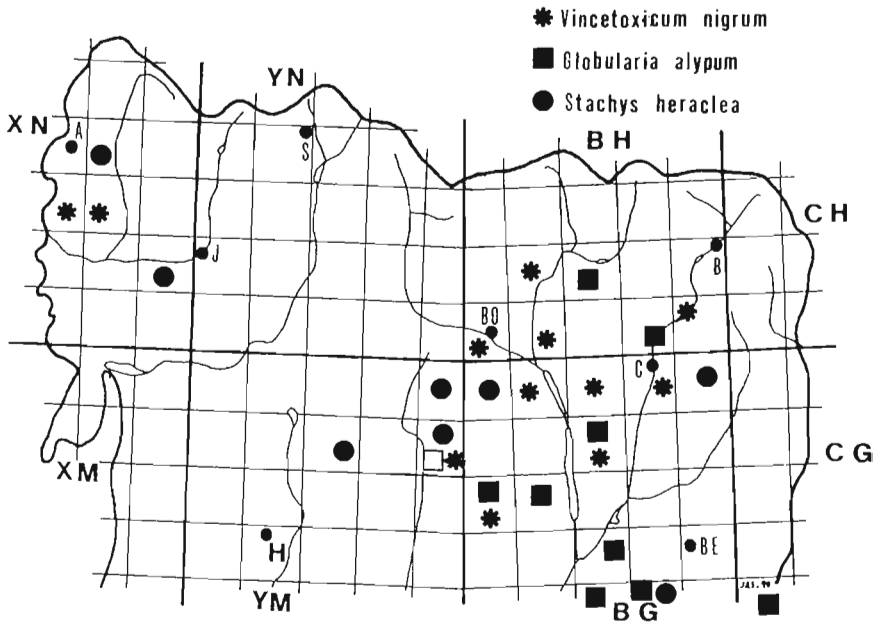 Vincetoxicum nigrum
Globularia alypum
Stachys heraclea
YN
XN
A
S
BH
CH
J
B
BO
C
XM
CG
H
BE
YM
BG